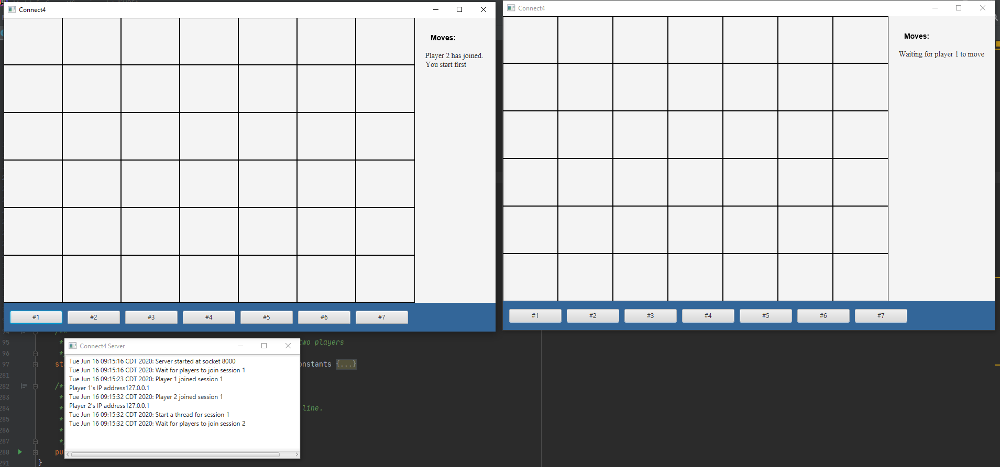 Connect4
Moves:
Player 2 has joined.
You start first
#1 #2 #3 #4 #5 #6 #7
Connect4
Moves:
Waiting for player 1 to move
#1 #2 #3 #4 #5 #6 #7
Connect4 Server
Tue Jun 16 09:15:16 CDT 2020: Server started at socket 8000
Tue Jun 16 09:15:16 CDT 2020: Wait for players to join session 1
Tue Jun 16 09:15:23 CDT 2020: Player 1 joined session 1
Player 1's IP address127.0.0.1
Tue Jun 16 09:15:32 CDT 2020: Player 2 joined session 1
Player 2's IP address127.0.0.1
Tue Jun 16 09:15:32 CDT 2020: Start a thread for session 1
Tue Jun 16 09:15:32 CDT 2020: Wait for players to join session 2
/**
95 * two players
96 *
97 st onstants {...}
281
282 /*
283 *
284 * line.
285 *
286 *
287 *
288 pu
291 }